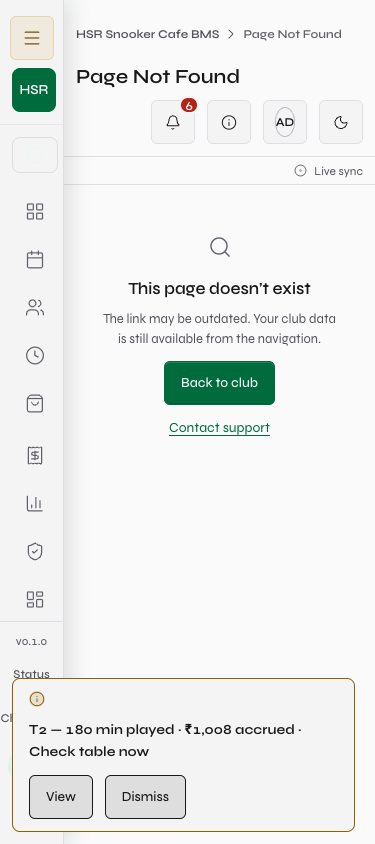 HSR Snooker Cafe BMS > Page Not Found
HSR
Page Not Found
6
AD
Live sync
This page doesn't exist
The link may be outdated. Your club data
is still available from the navigation.
Back to club
Contact support
v0.1.0
Status
T2 — 180 min played · ₹1,008 accrued ·
Check table now
View
Dismiss